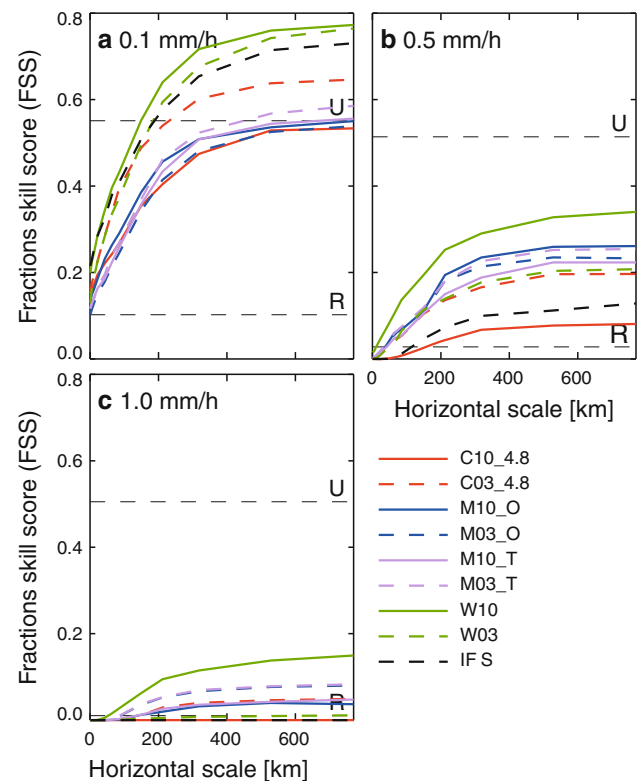 a 0.1 mm/h
b 0.5 mm/h
0.8
0.6
0.4
0.2
0.0
Fractions skill score (FSS)
U
R
U
R
0 200 400 600
Horizontal scale [km]
c 1.0 mm/h
0.8
0.6
0.4
0.2
0.0
Fractions skill score (FSS)
U
R
0 200 400 600
Horizontal scale [km]
C10_4.8
C03_4.8
M10_O
M03_O
M10_T
M03_T
W10
W03
IF S